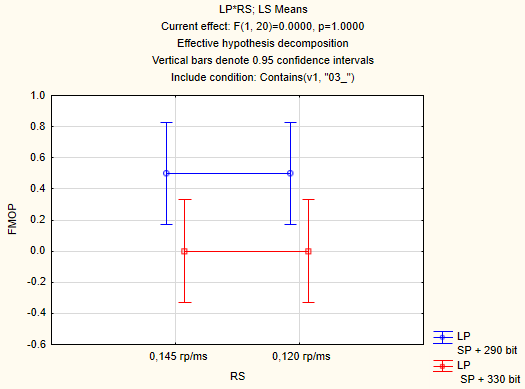 LP*RS; LS Means
Current effect: F(1, 20)=0.0000, p=1.0000
Effective hypothesis decomposition
Vertical bars denote 0.95 confidence intervals
Include condition: Contains(v1, "03_")
1.0
0.8
0.6
0.4
0.2
0.0
-0.2
-0.4
-0.6
FMOP
0,145 rp/ms
0,120 rp/ms
RS
LP
SP + 290 bit
LP
SP + 330 bit